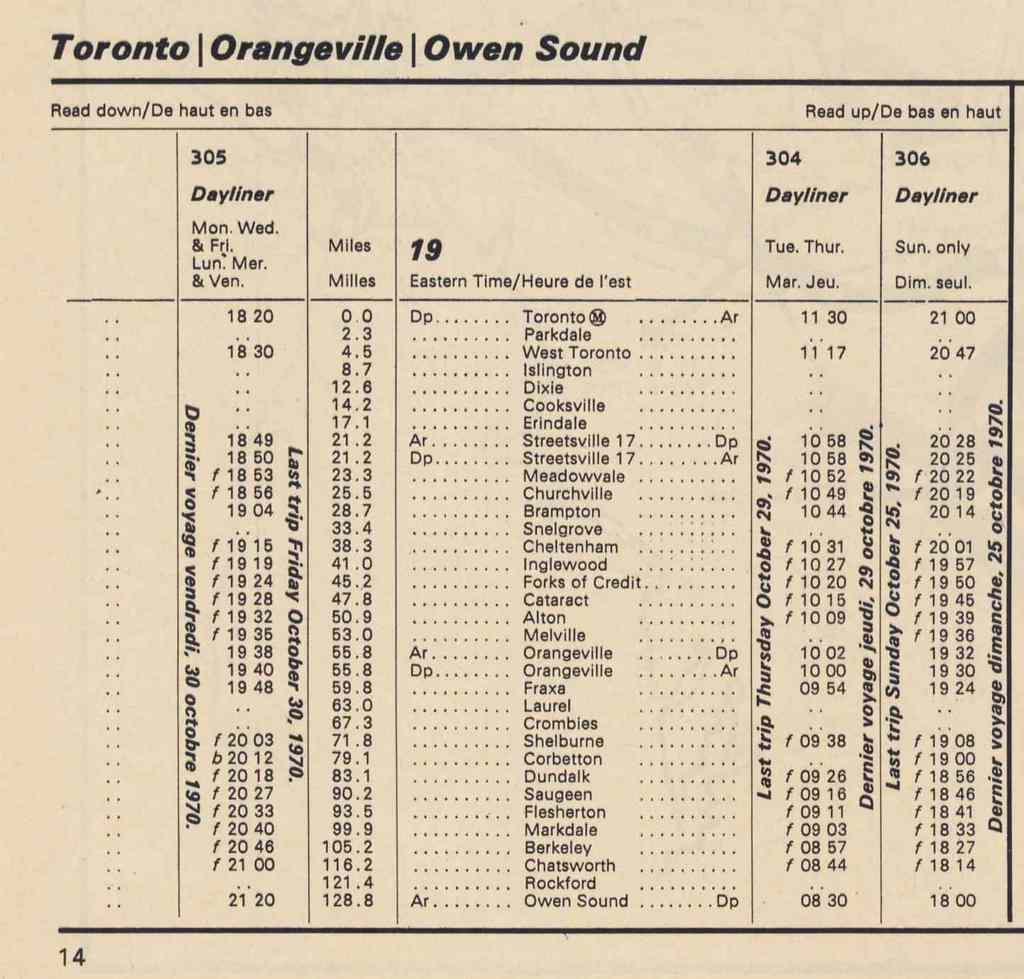 Toronto | Orangeville | Owen Sound
Read down/De haut en bas Read up/De bas en haut
305 304 306
Dayliner Dayliner Dayliner
Mon. Wed.
& Fri. Miles 19 Tue. Thur. Sun. only
Lun. Mer.
& Ven. Milles Eastern Time/Heure de l'est Mar. Jeu. Dim. seul.
. . 18 20 0.0 Dp........ Toronto Ⓜ ........Ar 11 30 21 00
. . . . 2.3 .......... Parkdale .......... . . . .
. . 18 30 4.5 .......... West Toronto .......... 11 17 20 47
. . . . 8.7 .......... Islington .......... . . . .
. . . . 12.6 .......... Dixie .......... . . . .
. . . . 14.2 .......... Cooksville .......... . . . .
. . . . 17.1 .......... Erindale .......... . . . .
. . 18 49 21.2 Ar........ Streetsville 17........Dp 10 58 20 28
. . 18 50 21.2 Dp........ Streetsville 17........Ar 10 58 20 25
. . f 18 53 23.3 .......... Meadowvale .......... f 10 52 f 20 22
. . f 18 56 25.5 .......... Churchville .......... f 10 49 f 20 19
. . 19 04 28.7 .......... Brampton .......... 10 44 20 14
. . . . 33.4 .......... Snelgrove .......... . . . .
. . f 19 15 38.3 .......... Cheltenham .......... f 10 31 f 20 01
. . f 19 19 41.0 .......... Inglewood .......... f 10 27 f 19 57
. . f 19 24 45.2 .......... Forks of Credit.......... f 10 20 f 19 50
. . f 19 28 47.8 .......... Cataract .......... f 10 15 f 19 45
. . f 19 32 50.9 .......... Alton .......... f 10 09 f 19 39
. . f 19 35 53.0 .......... Melville .......... . . f 19 36
. . 19 38 55.8 Ar........ Orangeville ........Dp 10 02 19 32
. . 19 40 55.8 Dp........ Orangeville ........Ar 10 00 19 30
. . 19 48 59.8 .......... Fraxa .......... 09 54 19 24
. . . . 63.0 .......... Laurel .......... . . . .
. . . . 67.3 .......... Crombies .......... . . . .
. . f 20 03 71.8 .......... Shelburne .......... f 09 38 f 19 08
. . b 20 12 79.1 .......... Corbetton .......... . . f 19 00
. . f 20 18 83.1 .......... Dundalk .......... f 09 26 f 18 56
. . f 20 27 90.2 .......... Saugeen .......... f 09 16 f 18 46
. . f 20 33 93.5 .......... Flesherton .......... f 09 11 f 18 41
. . f 20 40 99.9 .......... Markdale .......... f 09 03 f 18 33
. . f 20 46 105.2 .......... Berkeley .......... f 08 57 f 18 27
. . f 21 00 116.2 .......... Chatsworth .......... f 08 44 f 18 14
. . . . 121.4 .......... Rockford .......... . . . .
. . 21 20 128.8 Ar........ Owen Sound ........Dp 08 30 18 00
Dernier voyage vendredi, 30 octobre 1970.
Last trip Friday October 30, 1970.
Last trip Thursday October 29, 1970.
Dernier voyage jeudi, 29 octobre 1970.
Last trip Sunday October 25, 1970.
Dernier voyage dimanche, 25 octobre 1970.
14